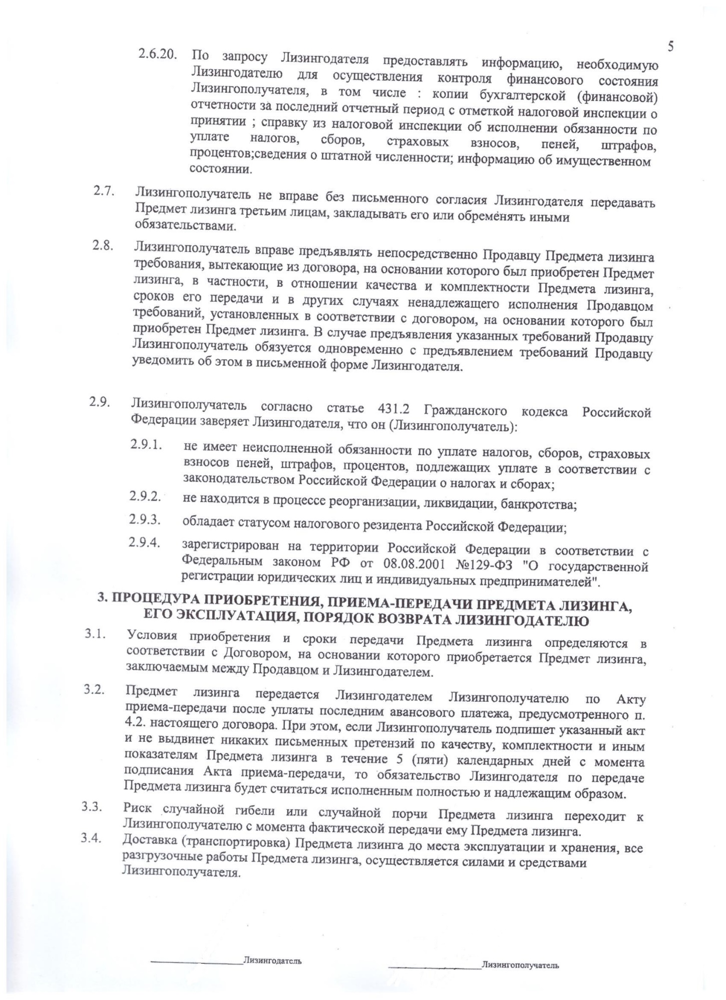 5
2.6.20. По запросу Лизингодателя предоставлять информацию, необходимую
Лизингодателю для осуществления контроля финансового состояния
Лизингополучателя, в том числе : копии бухгалтерской (финансовой)
отчетности за последний отчетный период с отметкой налоговой инспекции о
принятии ; справку из налоговой инспекции об исполнении обязанности по
уплате налогов, сборов, страховых взносов, пеней, штрафов,
процентов;сведения о штатной численности; информацию об имущественном
состоянии.
2.7. Лизингополучатель не вправе без письменного согласия Лизингодателя передавать
Предмет лизинга третьим лицам, закладывать его или обременять иными
обязательствами.
2.8. Лизингополучатель вправе предъявлять непосредственно Продавцу Предмета лизинга
требования, вытекающие из договора, на основании которого был приобретен Предмет
лизинга, в частности, в отношении качества и комплектности Предмета лизинга,
сроков его передачи и в других случаях ненадлежащего исполнения Продавцом
требований, установленных в соответствии с договором, на основании которого был
приобретен Предмет лизинга. В случае предъявления указанных требований Продавцу
Лизингополучатель обязуется одновременно с предъявлением требований Продавцу
уведомить об этом в письменной форме Лизингодателя.
2.9. Лизингополучатель согласно статье 431.2 Гражданского кодекса Российской
Федерации заверяет Лизингодателя, что он (Лизингополучатель):
2.9.1. не имеет неисполненной обязанности по уплате налогов, сборов, страховых
взносов пеней, штрафов, процентов, подлежащих уплате в соответствии с
законодательством Российской Федерации о налогах и сборах;
2.9.2. не находится в процессе реорганизации, ликвидации, банкротства;
2.9.3. обладает статусом налогового резидента Российской Федерации;
2.9.4. зарегистрирован на территории Российской Федерации в соответствии с
Федеральным законом РФ от 08.08.2001 №129-ФЗ "О государственной
регистрации юридических лиц и индивидуальных предпринимателей".
3. ПРОЦЕДУРА ПРИОБРЕТЕНИЯ, ПРИЕМА-ПЕРЕДАЧИ ПРЕДМЕТА ЛИЗИНГА,
ЕГО ЭКСПЛУАТАЦИЯ, ПОРЯДОК ВОЗВРАТА ЛИЗИНГОДАТЕЛЮ
3.1. Условия приобретения и сроки передачи Предмета лизинга определяются в
соответствии с Договором, на основании которого приобретается Предмет лизинга,
заключаемым между Продавцом и Лизингодателем.
3.2. Предмет лизинга передается Лизингодателем Лизингополучателю по Акту
приема-передачи после уплаты последним авансового платежа, предусмотренного п.
4.2. настоящего договора. При этом, если Лизингополучатель подпишет указанный акт
и не выдвинет никаких письменных претензий по качеству, комплектности и иным
показателям Предмета лизинга в течение 5 (пяти) календарных дней с момента
подписания Акта приема-передачи, то обязательство Лизингодателя по передаче
Предмета лизинга будет считаться исполненным полностью и надлежащим образом.
3.3. Риск случайной гибели или случайной порчи Предмета лизинга переходит к
Лизингополучателю с момента фактической передачи ему Предмета лизинга.
3.4. Доставка (транспортировка) Предмета лизинга до места эксплуатации и хранения, все
разгрузочные работы Предмета лизинга, осуществляется силами и средствами
Лизингополучателя.
_______________Лизингодатель _______________Лизингополучатель